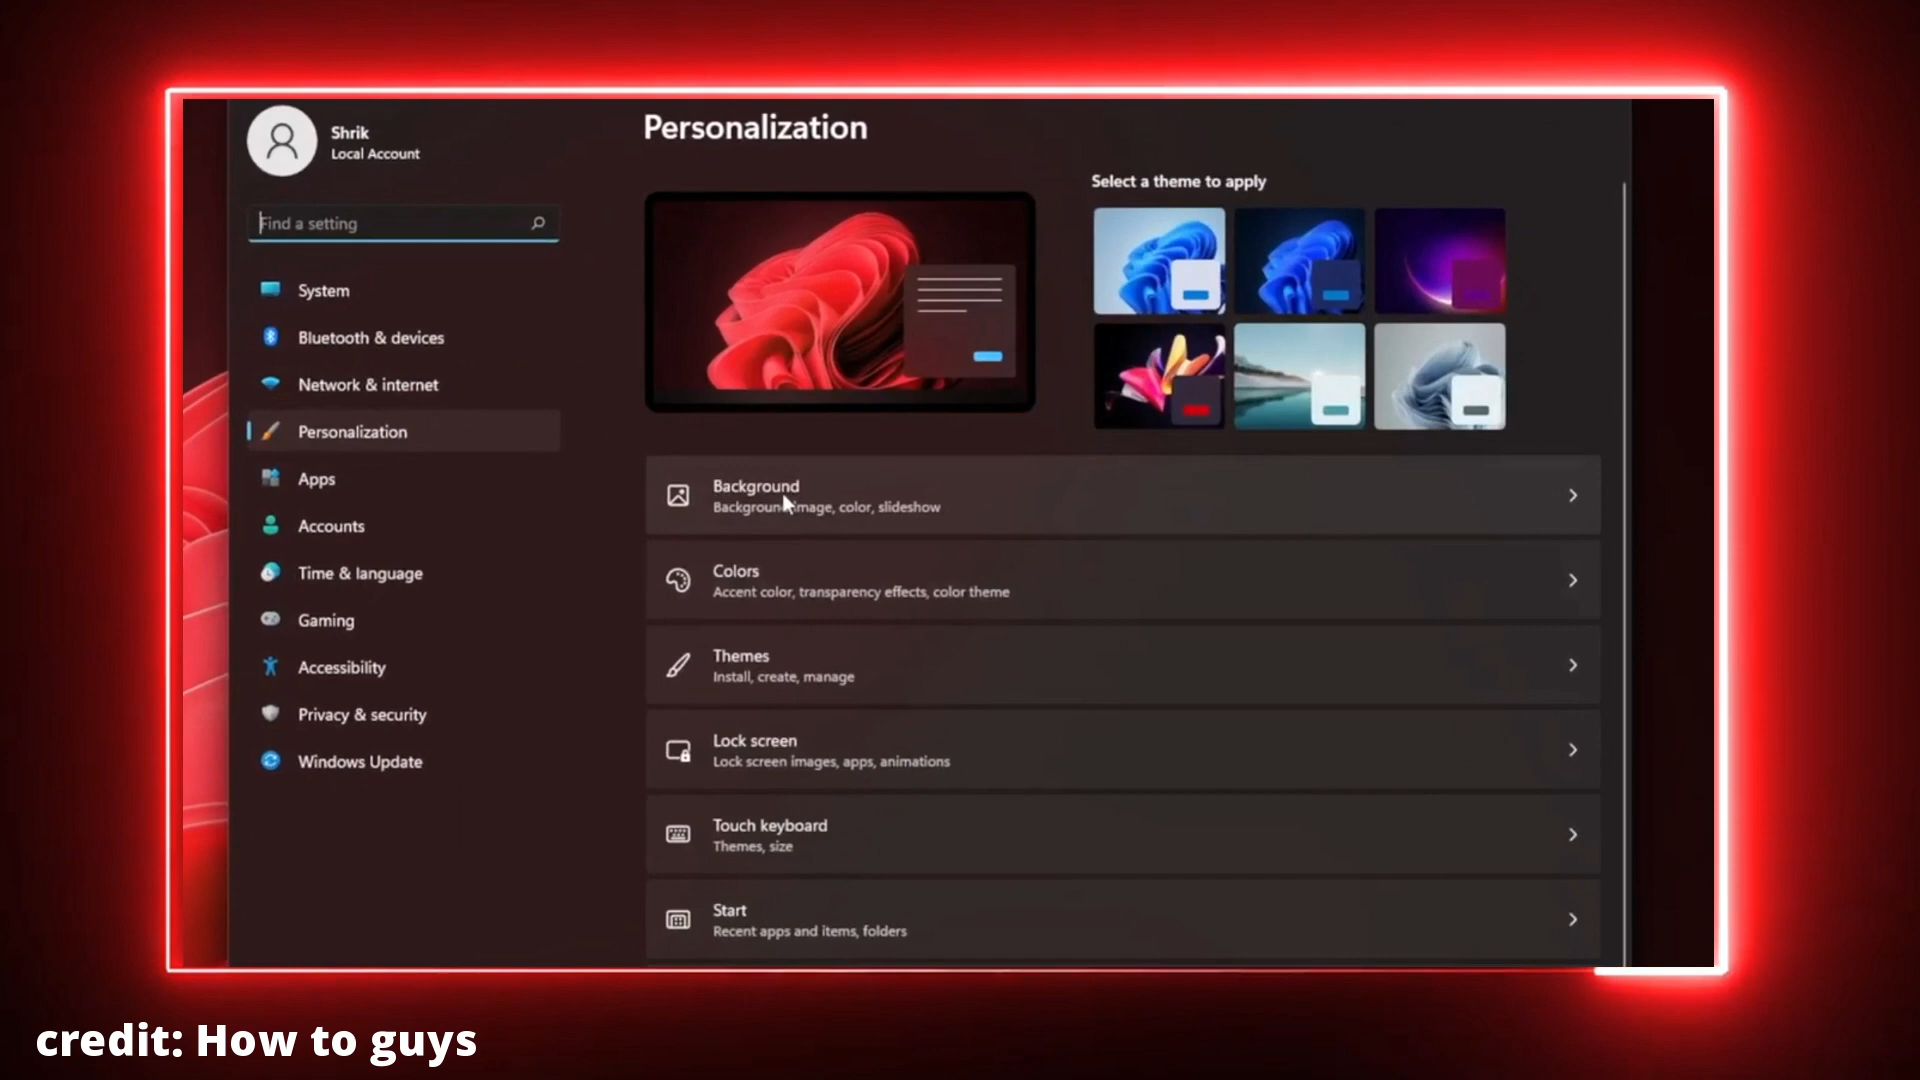 Shrik
Local Account
Find a setting
System
Bluetooth & devices
Network & internet
Personalization
Apps
Accounts
Time & language
Gaming
Accessibility
Privacy & security
Windows Update
Personalization
Select a theme to apply
Background
Background image, color, slideshow
Colors
Accent color, transparency effects, color theme
Themes
Install, create, manage
Lock screen
Lock screen images, apps, animations
Touch keyboard
Themes, size
Start
Recent apps and items, folders
credit: How to guys